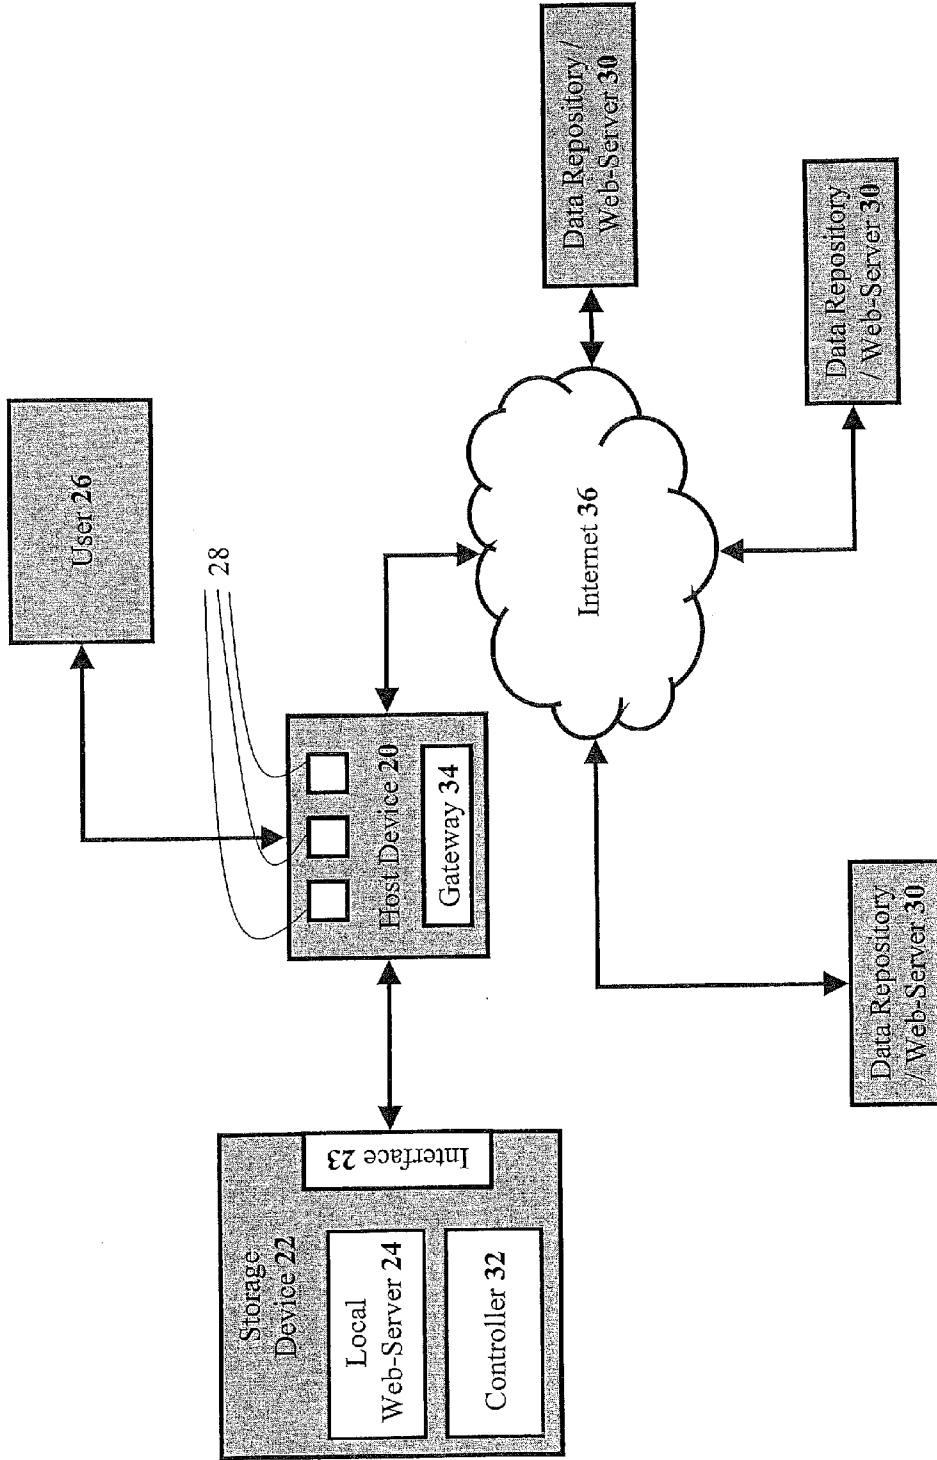 User 26
28
Storage
Device 22
Local
Web-Server 24
Controller 32
Interface 23
Host Device 20
Gateway 34
Internet 36
Data Repository /
Web-Server 30
Data Repository
/ Web-Server 30
Data Repository
/ Web-Server 30